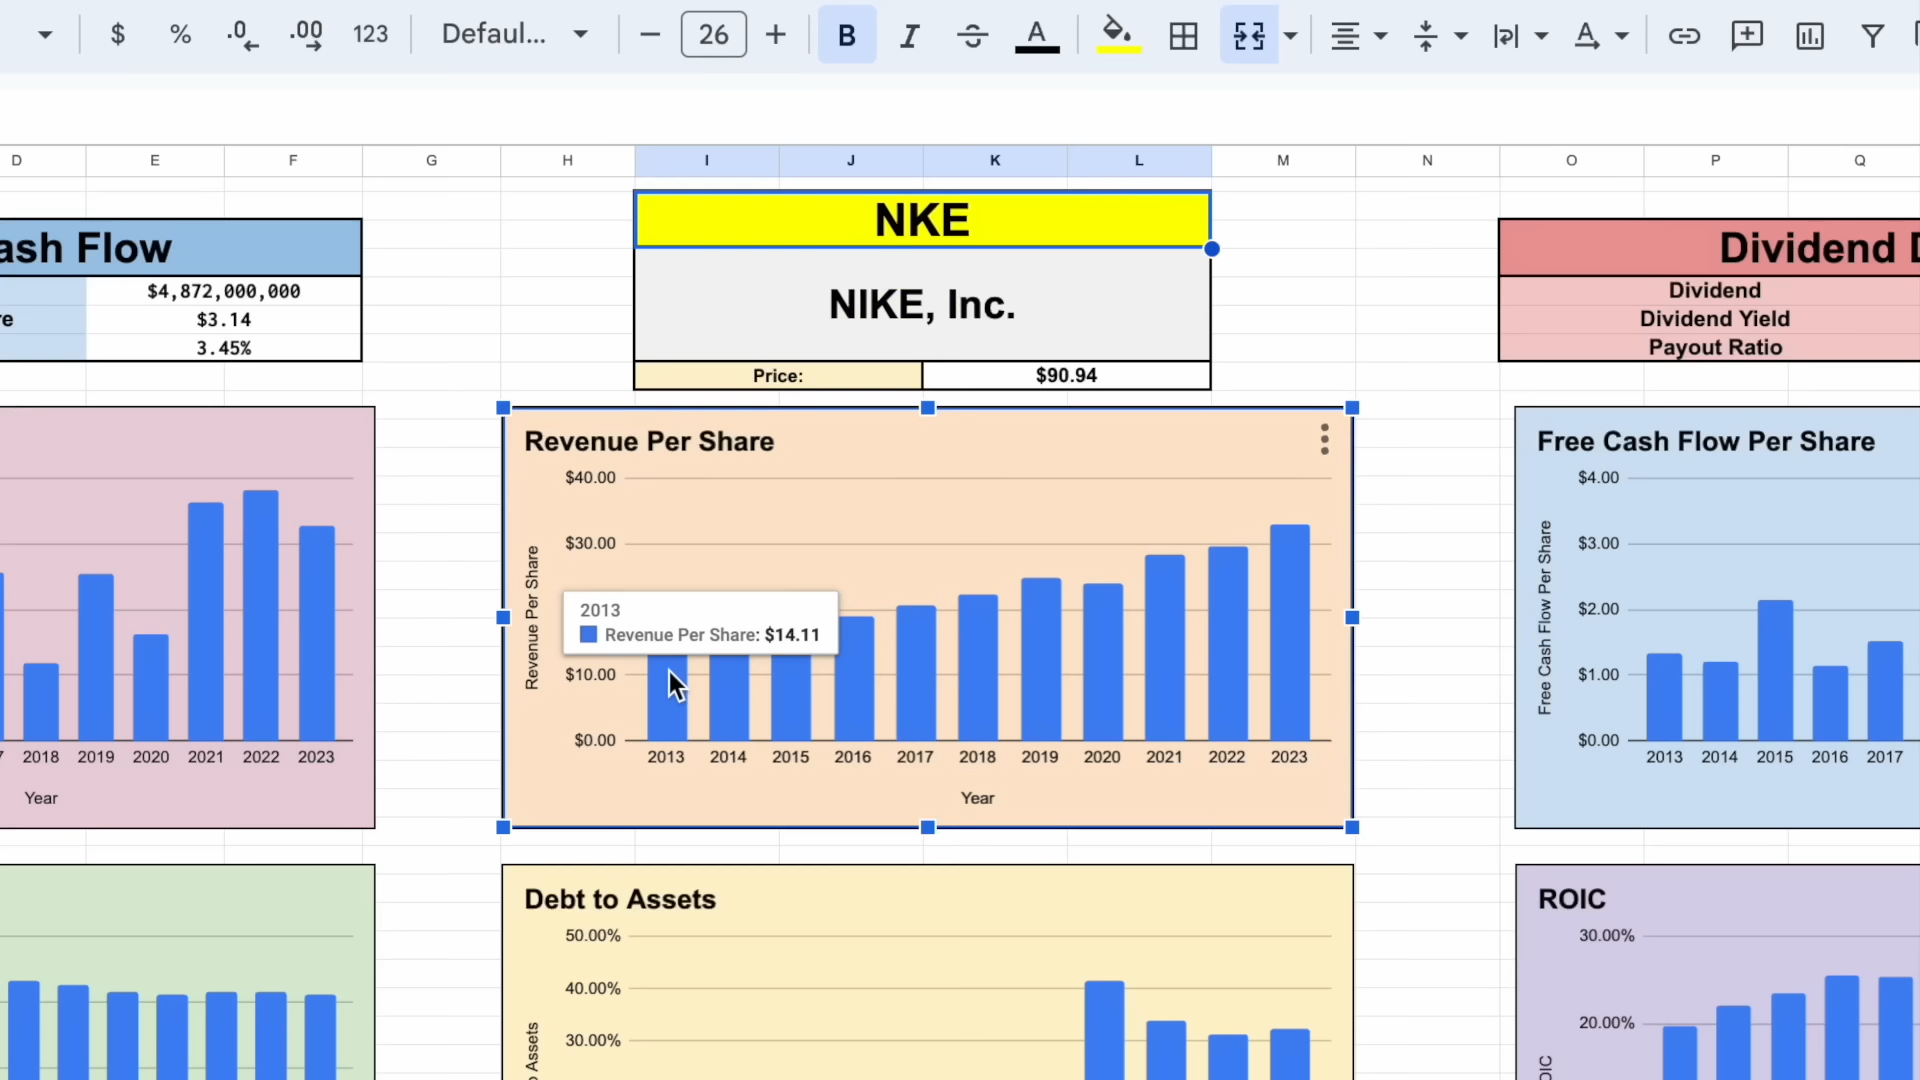 $
%
.0
.00
123
Defaul...
26
B
I
A
A
D
E
F
G
H
I
J
K
L
M
N
O
P
Q
ash Flow
$4,872,000,000
re
$3.14
3.45%
NKE
NIKE, Inc.
Price:
$90.94
Dividend
Dividend
Dividend Yield
Payout Ratio
2018
2019
2020
2021
2022
2023
Year
Revenue Per Share
$40.00
$30.00
$10.00
$0.00
Revenue Per Share
2013
Revenue Per Share: $14.11
2013
2014
2015
2016
2017
2018
2019
2020
2021
2022
2023
Year
Free Cash Flow Per Share
$4.00
$3.00
$2.00
$1.00
$0.00
Free Cash Flow Per Share
2013
2014
2015
2016
2017
Debt to Assets
50.00%
40.00%
30.00%
o Assets
ROIC
30.00%
20.00%
OIC